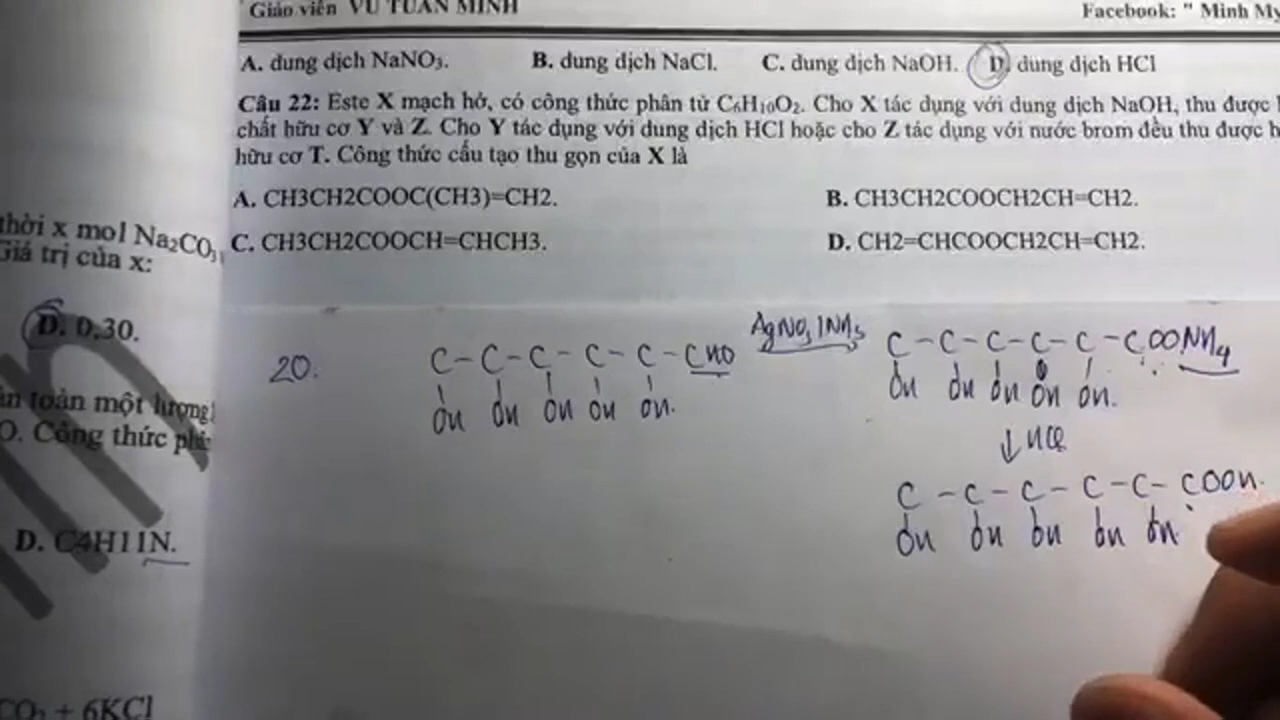 Giáo viên VŨ TUẤN MINH
Facebook: " Minh My
A. dung dịch NaNO₃. B. dung dịch NaCl. C. dung dịch NaOH. D. dung dịch HCl
Câu 22: Este X mạch hở, có công thức phân tử C₆H₁₀O₂. Cho X tác dụng với dung dịch NaOH, thu được
chất hữu cơ Y và Z. Cho Y tác dụng với dung dịch HCl hoặc cho Z tác dụng với nước brom đều thu được
hữu cơ T. Công thức cấu tạo thu gọn của X là
A. CH3CH2COOC(CH3)=CH2. B. CH3CH2COOCH2CH=CH2.
C. CH3CH2COOCH=CHCH3. D. CH2=CHCOOCH2CH=CH2.
thời x mol Na₂CO₃
Giá trị của x:
D. 0,30.
toàn một lượng
O. Công thức
D. C4H11N.
+ 6KCl
20. C - C - C - C - C - CHO
OH OH OH OH OH.
AgNO₃/NH₃
C - C - C - C - C - COONH₄
OH OH OH OH OH.
↓ HCl
C - C - C - C - C - COOH.
OH OH OH OH OH